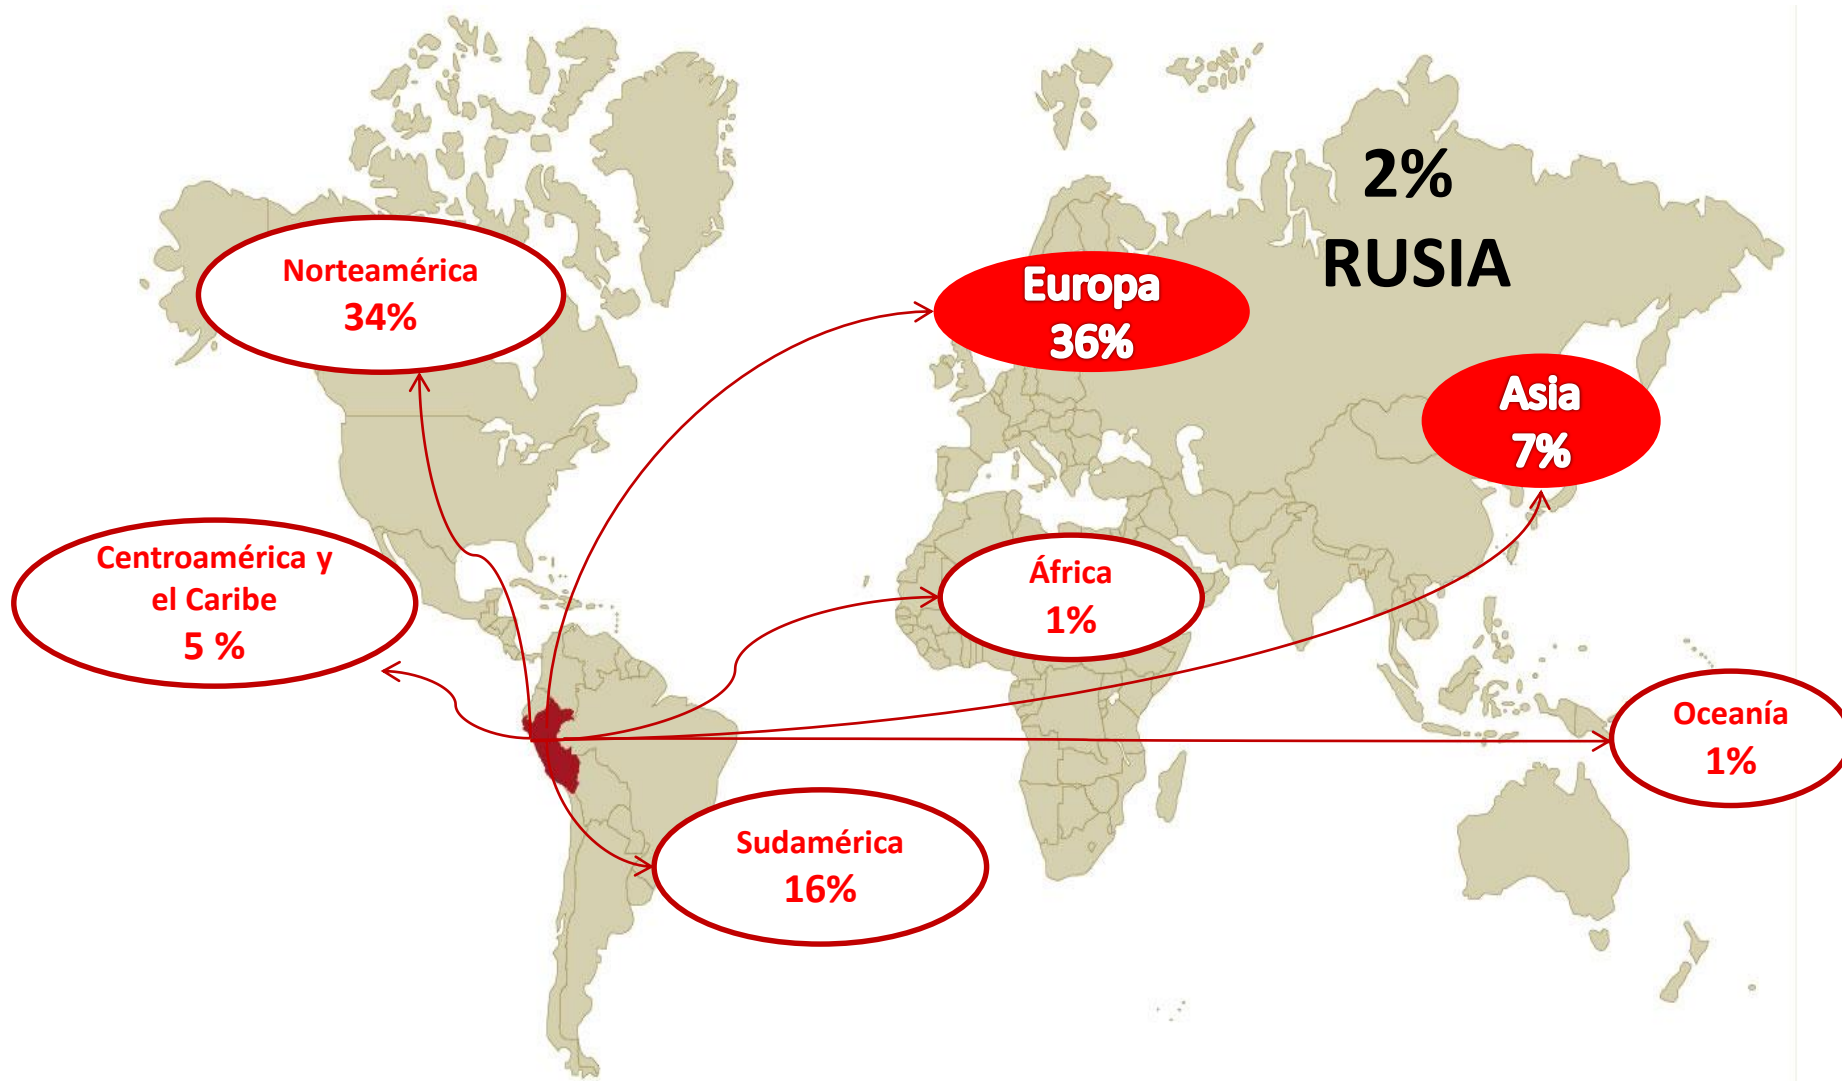 2%
RUSIA
Norteamérica
34%
Europa
36%
Asia
7%
Centroamérica y
el Caribe
5 %
África
1%
Oceanía
1%
Sudamérica
16%